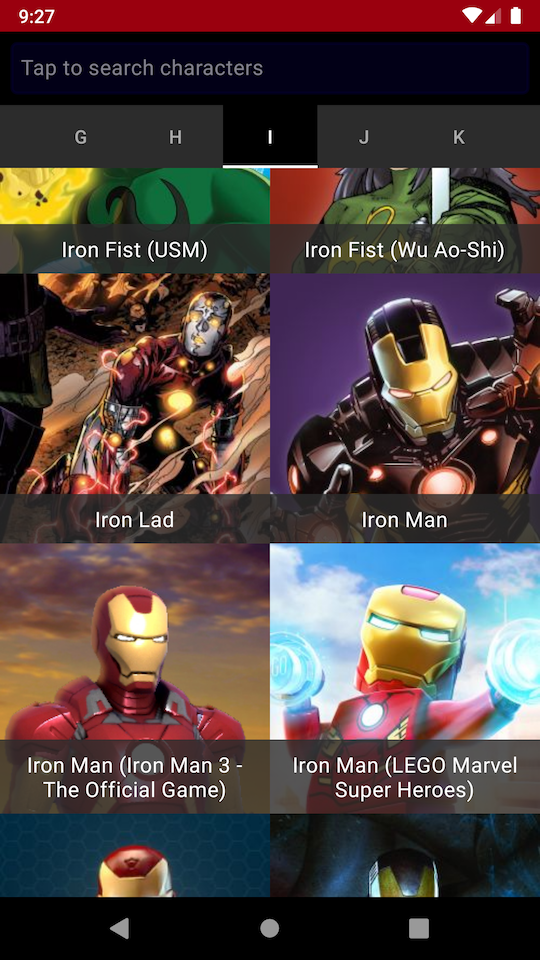 9:27
Tap to search characters
G H I J K
Iron Fist (USM)
Iron Fist (Wu Ao-Shi)
Iron Lad
Iron Man
Iron Man (Iron Man 3 -
The Official Game)
Iron Man (LEGO Marvel
Super Heroes)